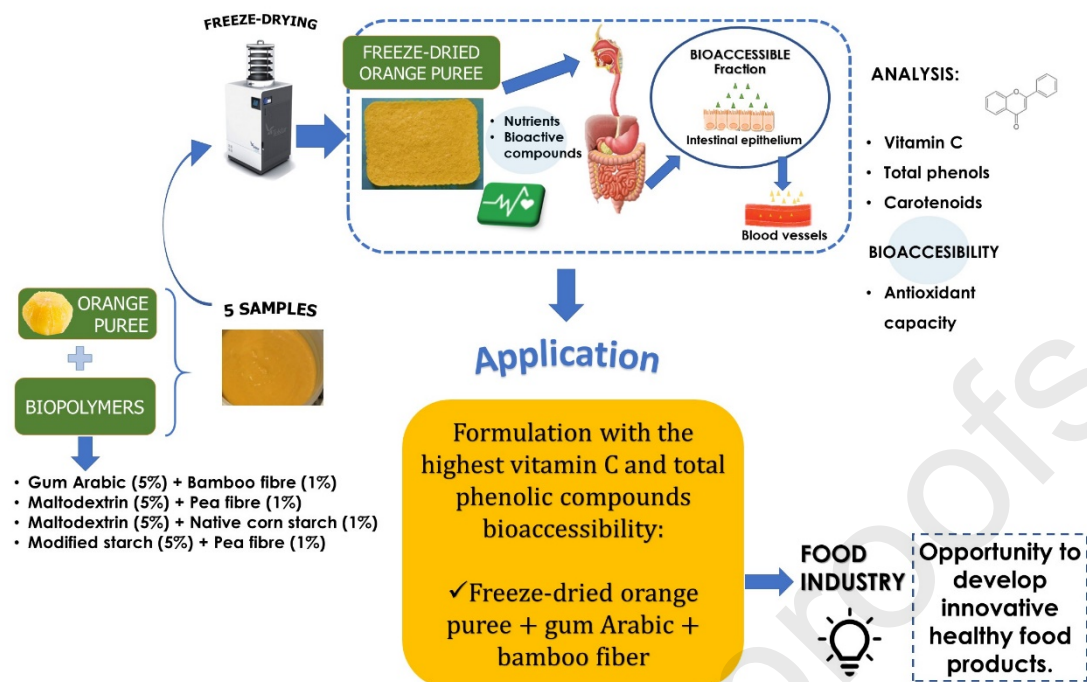 FREEZE-DRYING
FREEZE-DRIED
ORANGE PUREE
• Nutrients
• Bioactive
compounds
BIOACCESSIBLE
Fraction
Intestinal epithelium
Blood vessels
ANALYSIS:
• Vitamin C
• Total phenols
• Carotenoids
BIOACCESIBILITY
• Antioxidant
capacity
5 SAMPLES
ORANGE
PUREE
BIOPOLYMERS
• Gum Arabic (5%) + Bamboo fibre (1%)
• Maltodextrin (5%) + Pea fibre (1%)
• Maltodextrin (5%) + Native corn starch (1%)
• Modified starch (5%) + Pea fibre (1%)
Application
Formulation with the
highest vitamin C and total
phenolic compounds
bioaccessibility:
✓Freeze-dried orange
puree + gum Arabic +
bamboo fiber
FOOD
INDUSTRY
Opportunity to
develop
innovative
healthy food
products.
O
O
proofs